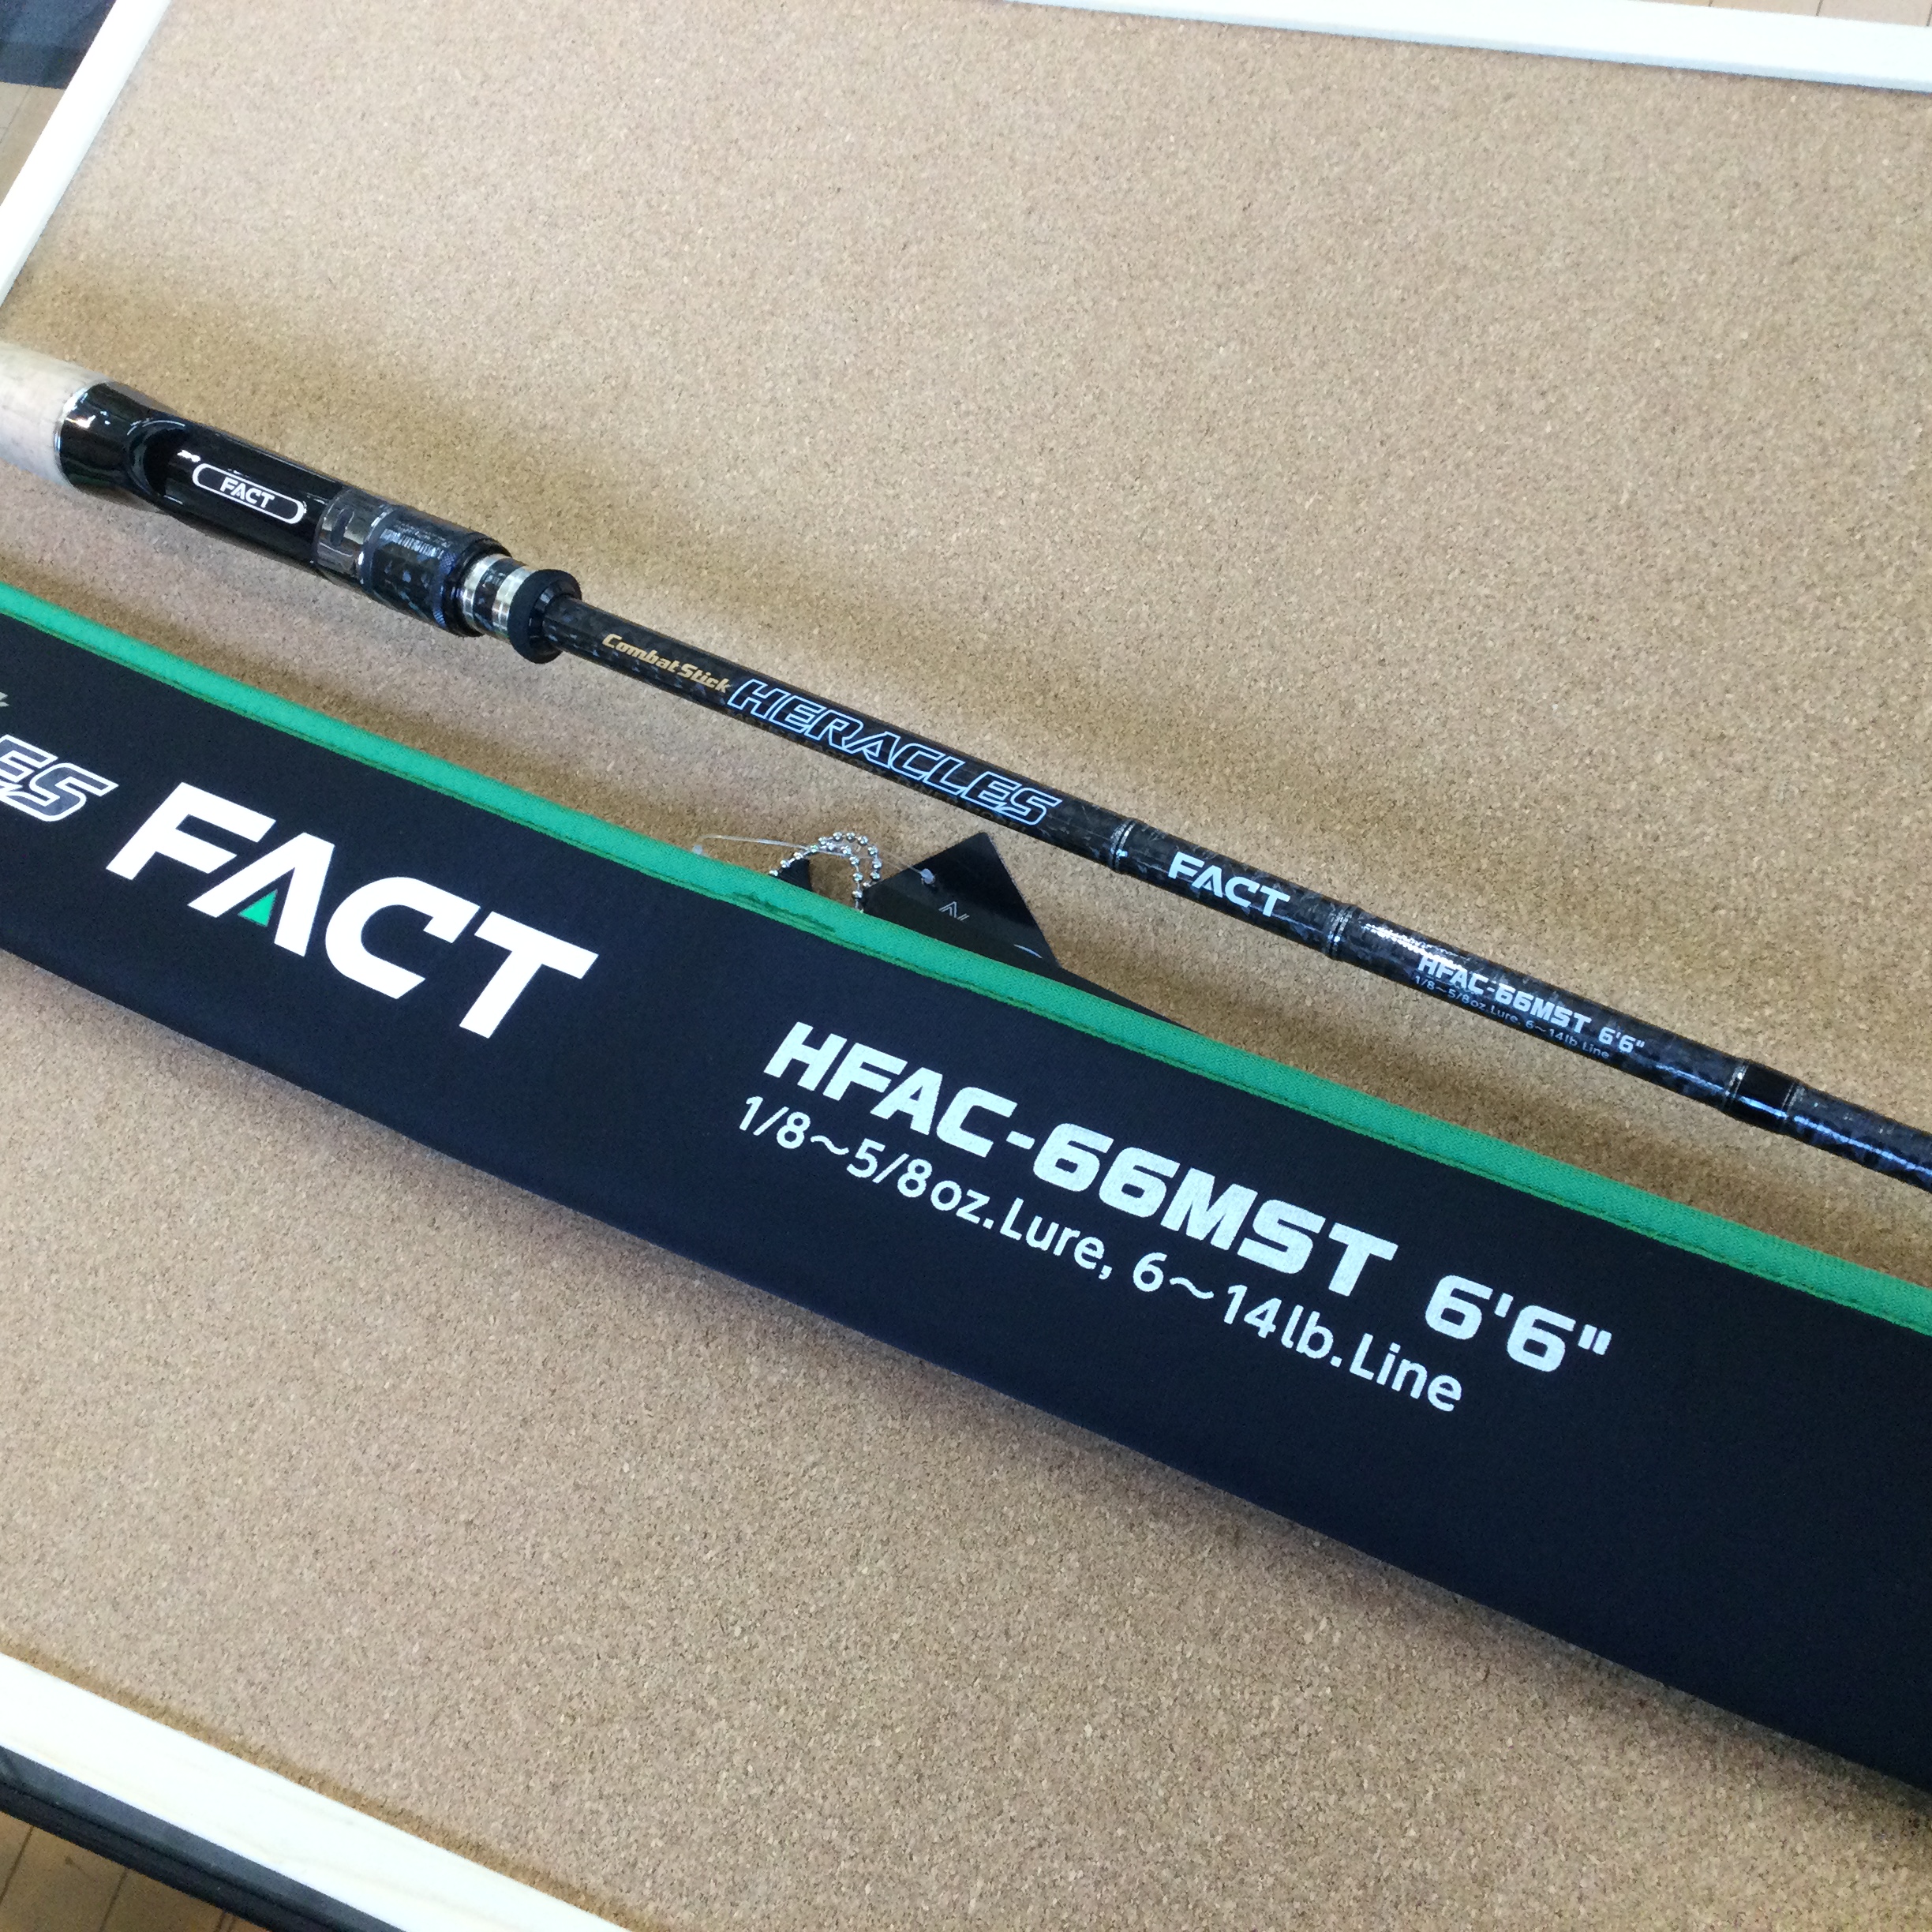 FACT
Combat Stick HERACLES
FACT
HFAC-66MST 6'6"
1/8~5/8oz.Lure, 6~14lb.Line
ES FACT
HFAC-66MST 6'6"
1/8~5/8oz.Lure, 6~14lb.Line